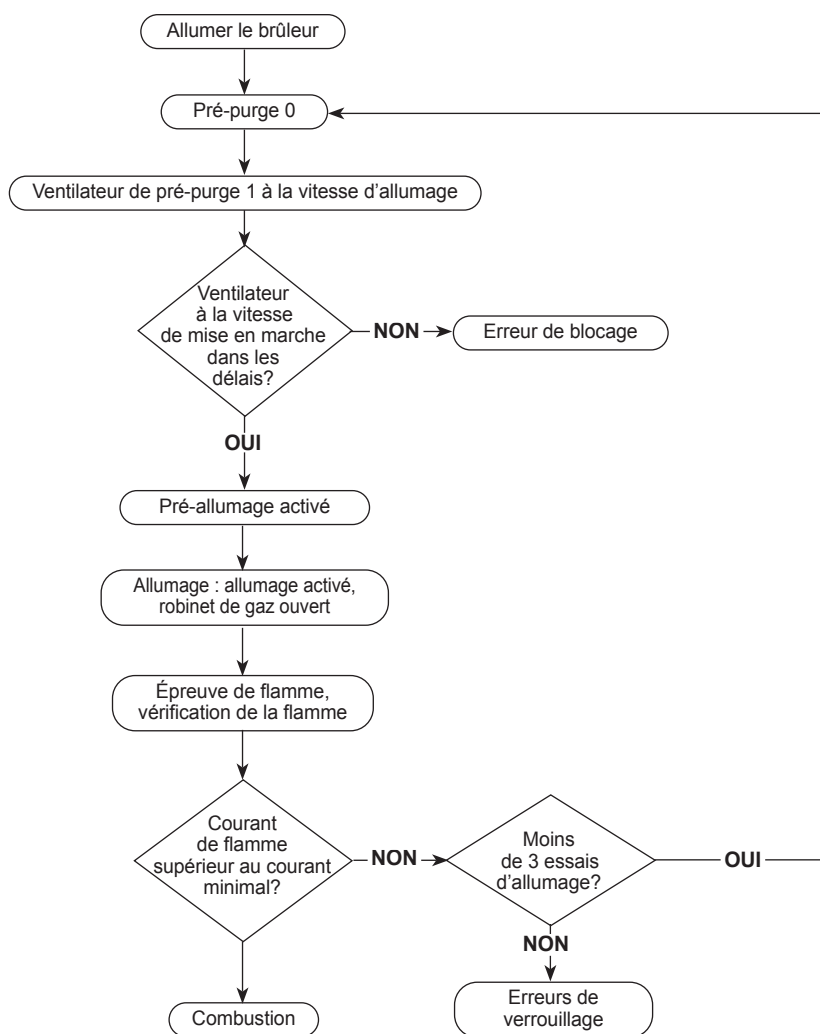 Allumer le brûleur
Pré-purge 0
Ventilateur de pré-purge 1 à la vitesse d'allumage
Ventilateur
à la vitesse
de mise en marche
dans les
délais?
NON
Erreur de blocage
OUI
Pré-allumage activé
Allumage : allumage activé,
robinet de gaz ouvert
Épreuve de flamme,
vérification de la flamme
Courant
de flamme
supérieur au courant
minimal?
NON
Moins
de 3 essais
d'allumage?
OUI
NON
Combustion
Erreurs de
verrouillage